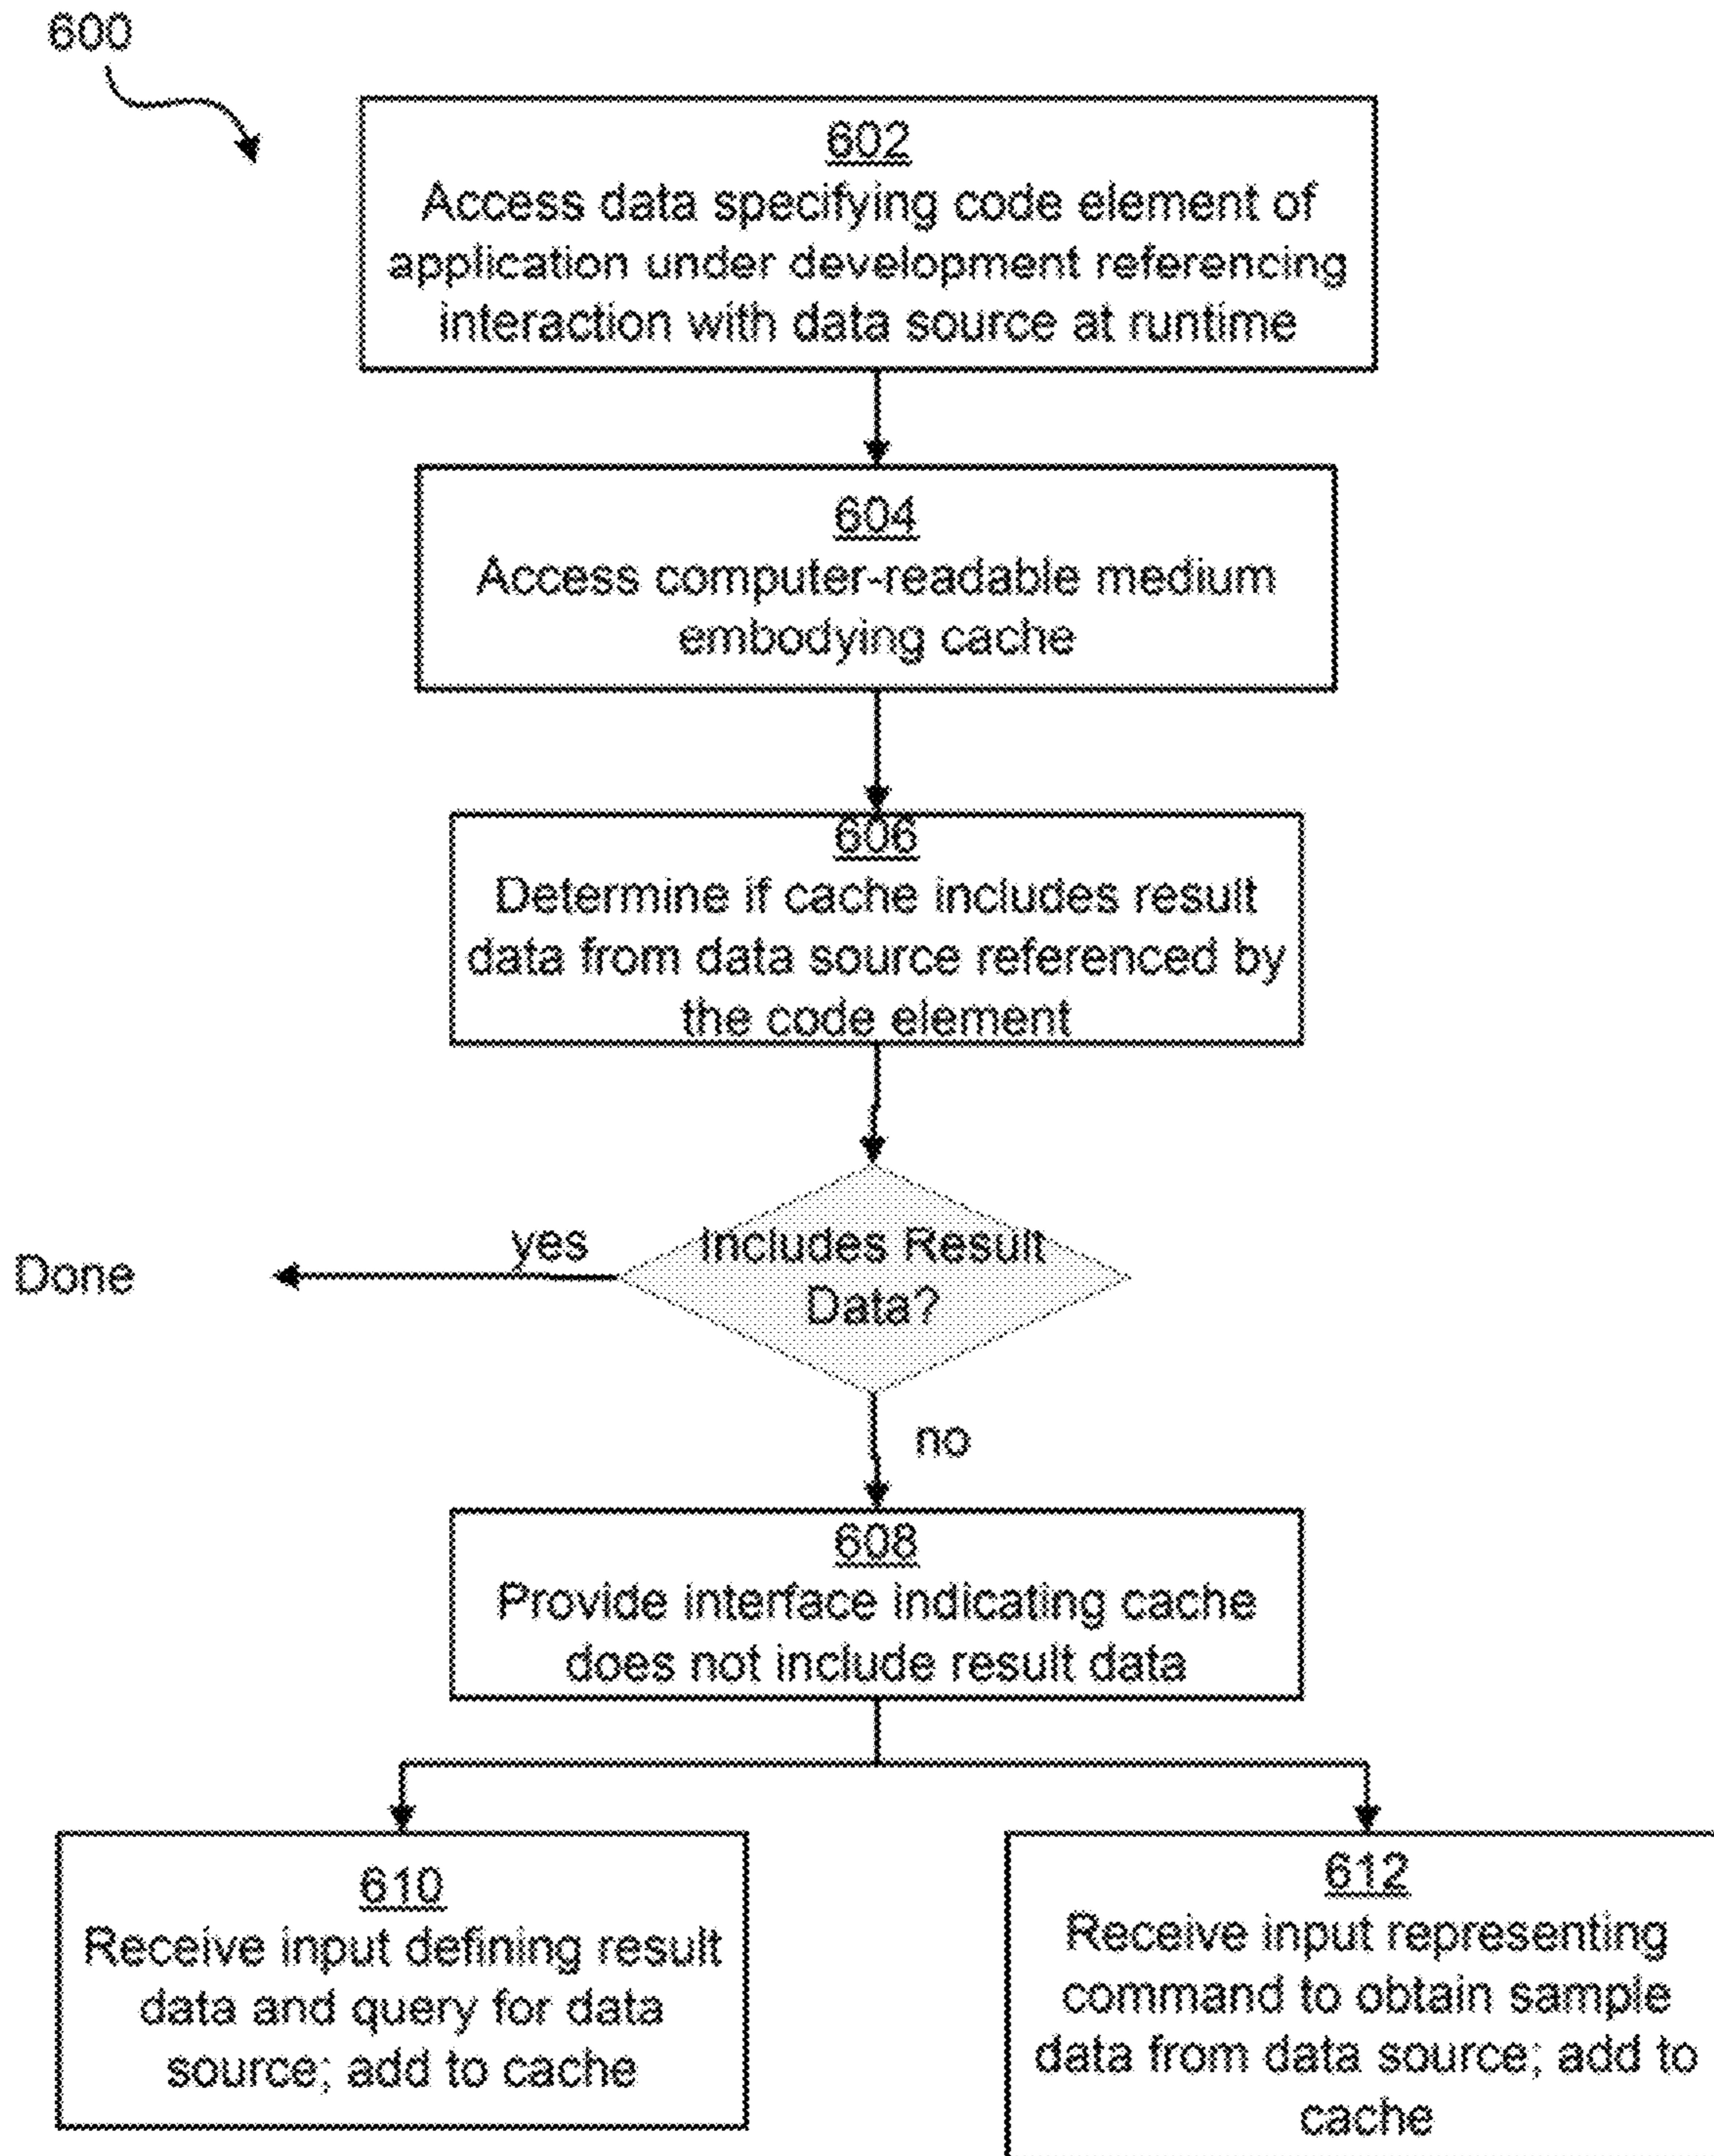 600
602
Access data specifying code element of
application under development referencing
interaction with data source at runtime
604
Access computer-readable medium
embodying cache
606
Determine if cache includes result
data from data source referenced by
the code element
Includes Result
Data?
yes
Done
no
608
Provide interface indicating cache
does not include result data
610
Receive input defining result
data and query for data
source; add to cache
612
Receive input representing
command to obtain sample
data from data source; add to
cache